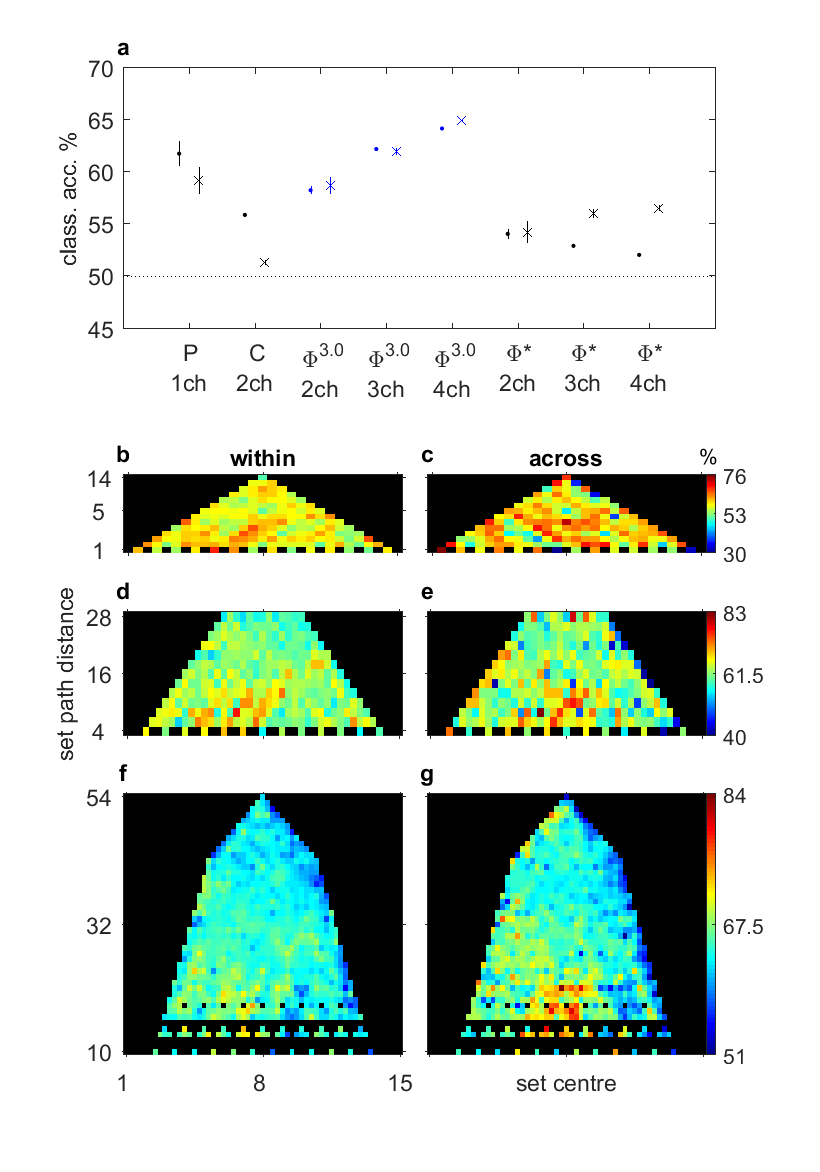 a
70
65
60
55
50
45
class. acc. %
P C Φ3.0 Φ3.0 Φ3.0 Φ* Φ* Φ*
1ch 2ch 2ch 3ch 4ch 2ch 3ch 4ch
b within c across %
14
5
1
76
53
30
d e
28
16
4
83
61.5
40
set path distance
f g
54
32
10
84
67.5
51
1 8 15 set centre